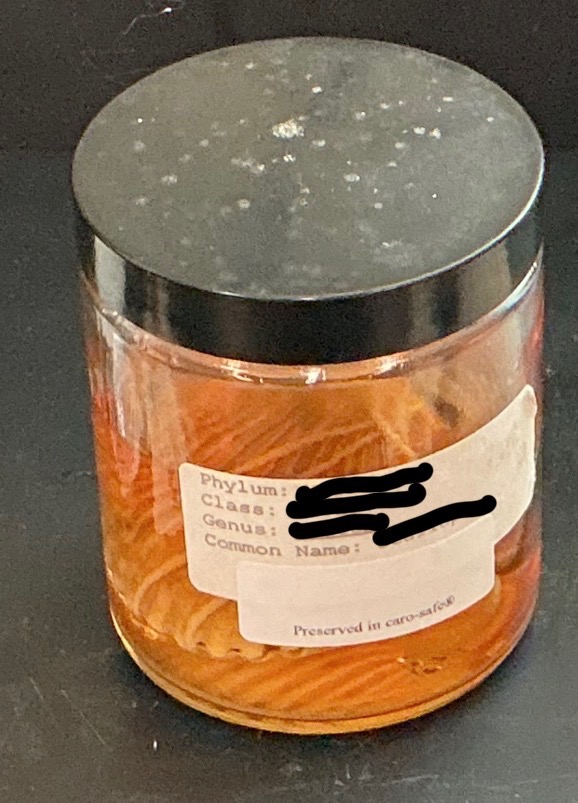 Phylum:
Class:
Genus:
Common Name:
Preserved in caro-safe®